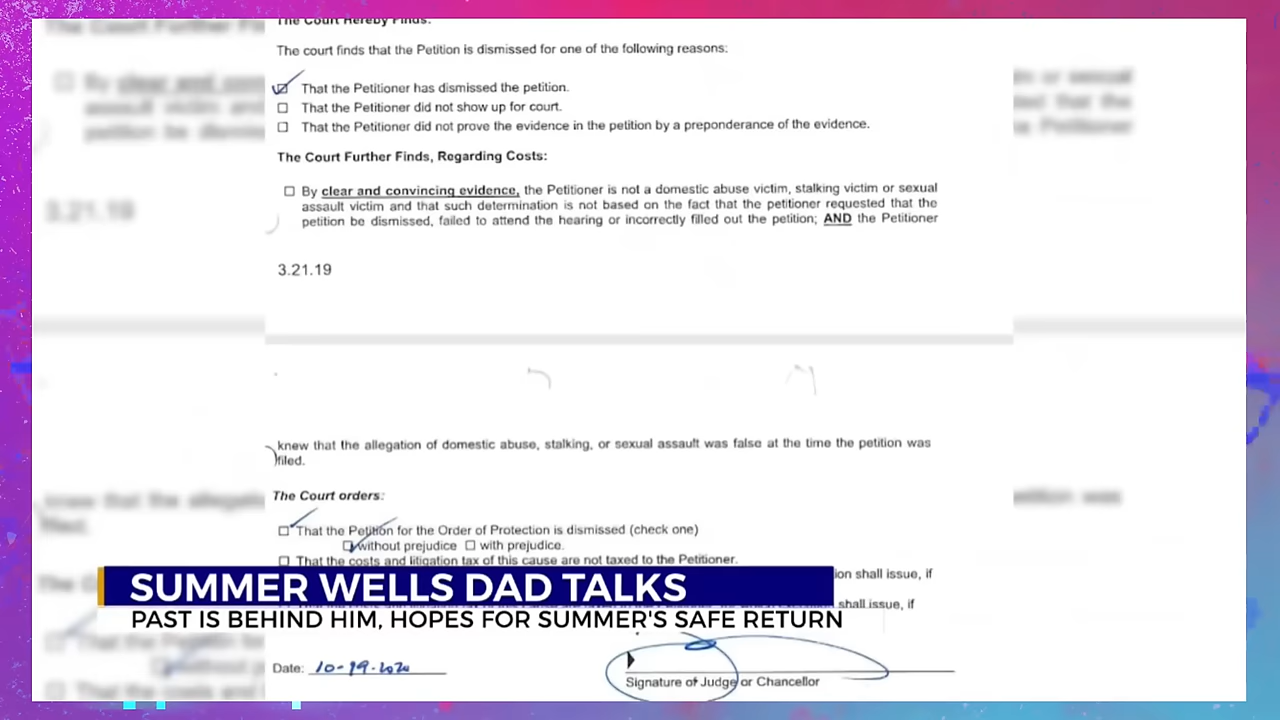 The Court Hereby Finds:
The court finds that the Petition is dismissed for one of the following reasons:
That the Petitioner has dismissed the petition.
That the Petitioner did not show up for court.
That the Petitioner did not prove the evidence in the petition by a preponderance of the evidence.
The Court Further Finds, Regarding Costs:
By clear and convincing evidence, the Petitioner is not a domestic abuse victim, stalking victim or sexual
assault victim and that such determination is not based on the fact that the petitioner requested that the
petition be dismissed, failed to attend the hearing or incorrectly filled out the petition; AND the Petitioner
3.21.19
knew that the allegation of domestic abuse, stalking, or sexual assault was false at the time the petition was
filed.
The Court orders:
That the Petition for the Order of Protection is dismissed (check one)
without prejudice with prejudice.
That the costs and litigation tax of this cause are not taxed to the Petitioner.
shall issue, if
shall issue, if
SUMMER WELLS DAD TALKS
PAST IS BEHIND HIM, HOPES FOR SUMMER'S SAFE RETURN
Date: 10-19-2020
Signature of Judge or Chancellor